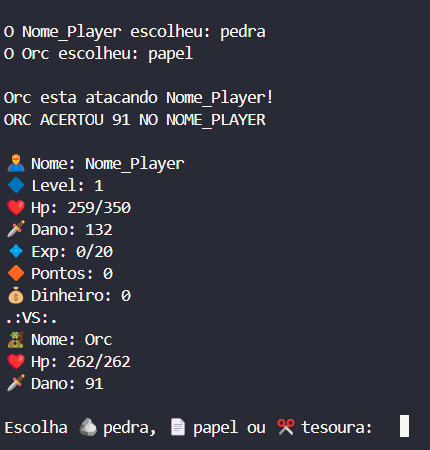 O Nome_Player escolheu: pedra
O Orc escolheu: papel
Orc esta atacando Nome_Player!
ORC ACERTOU 91 NO NOME_PLAYER
Nome: Nome_Player
Level: 1
Hp: 259/350
Dano: 132
Exp: 0/20
Pontos: 0
Dinheiro: 0
.:VS:.
Nome: Orc
Hp: 262/262
Dano: 91
Escolha pedra, papel ou tesoura: